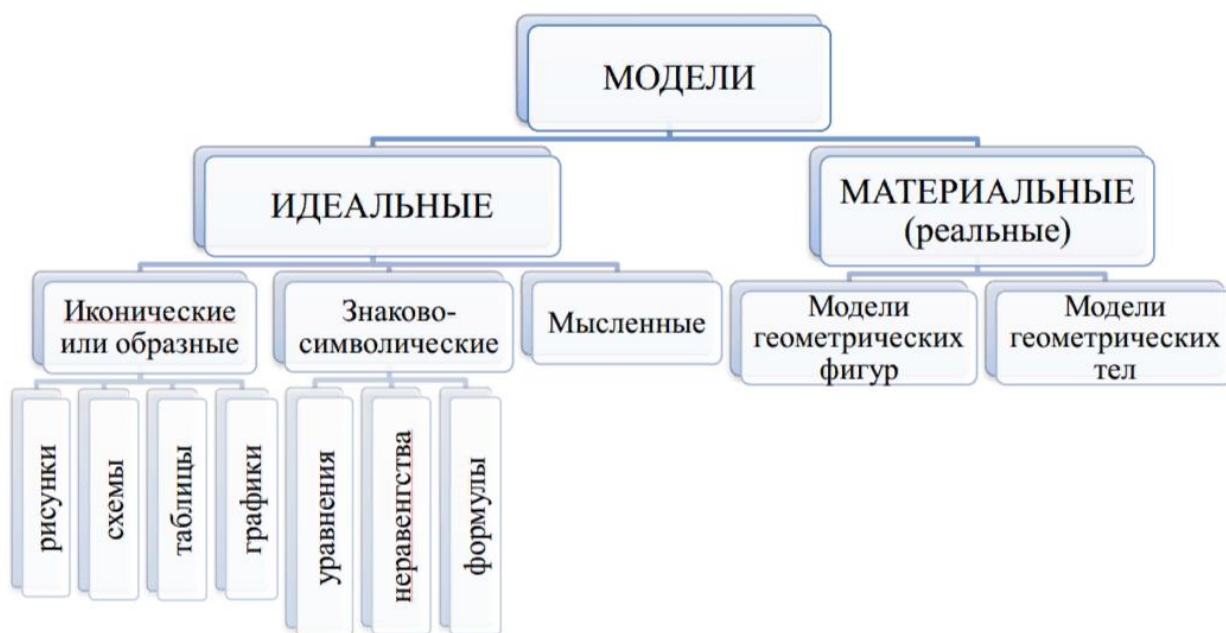 МОДЕЛИ
ИДЕАЛЬНЫЕ
МАТЕРИАЛЬНЫЕ
(реальные)
Иконические
или образные
Знаково-
символические
Мысленные
Модели
геометрических
фигур
Модели
геометрических
тел
рисунки
схемы
таблицы
графики
уравнения
неравенгства
формулы